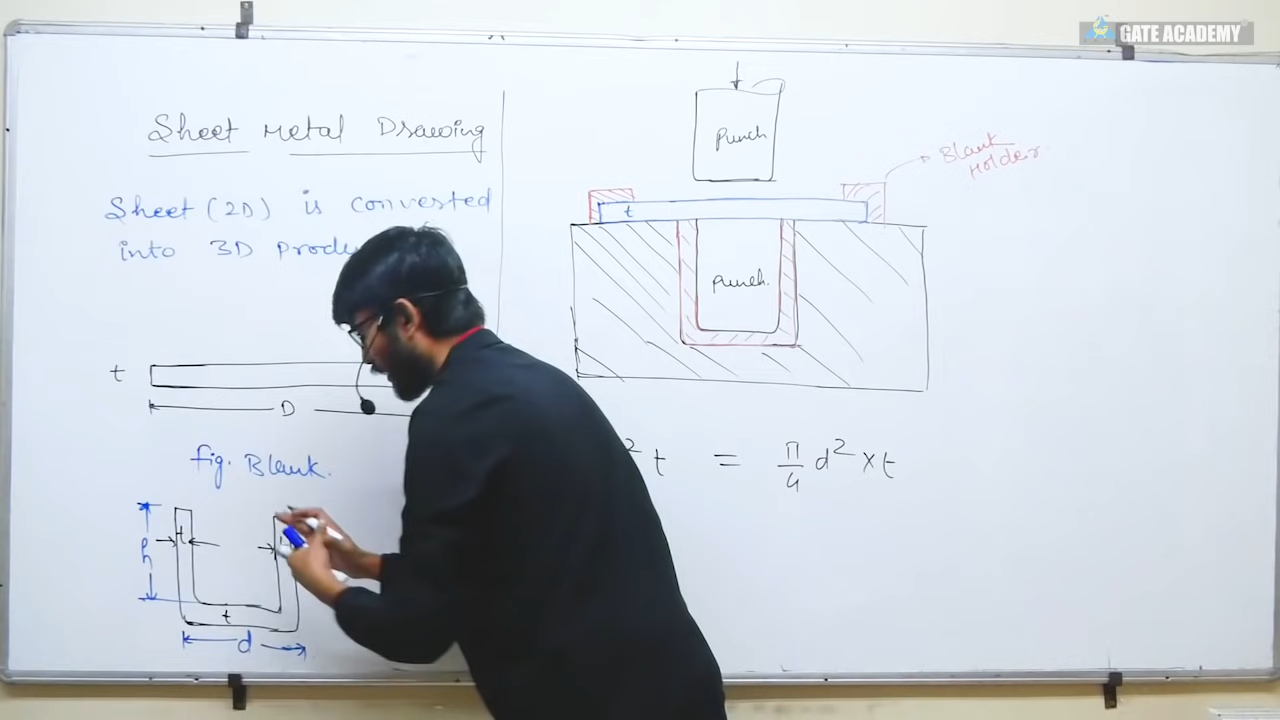 GATE ACADEMY
Sheet Metal Drawing
Sheet (2D) is converted
into 3D produ
t
D
fig. Blank.
h
t
t
d
punch
Blank
Holder
t
punch.
2 t = π/4 d² × t